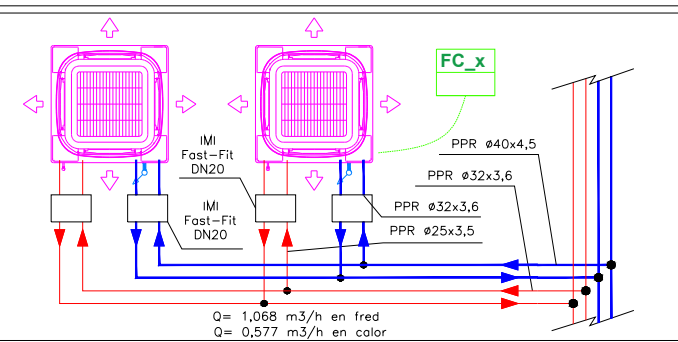 FC_x
IMI
Fast-Fit
DN20
IMI
Fast-Fit
DN20
PPR ø40x4,5
PPR ø32x3,6
PPR ø32x3,6
PPR ø25x3,5
Q= 1,068 m3/h en fred
Q= 0,577 m3/h en calor